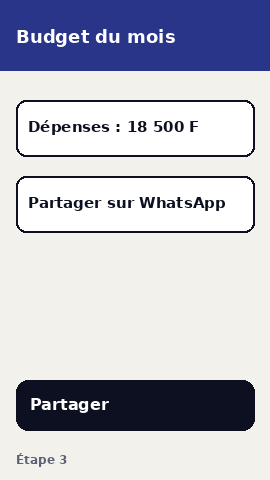 Budget du mois
Dépenses : 18 500 F
Partager sur WhatsApp
Partager
Étape 3